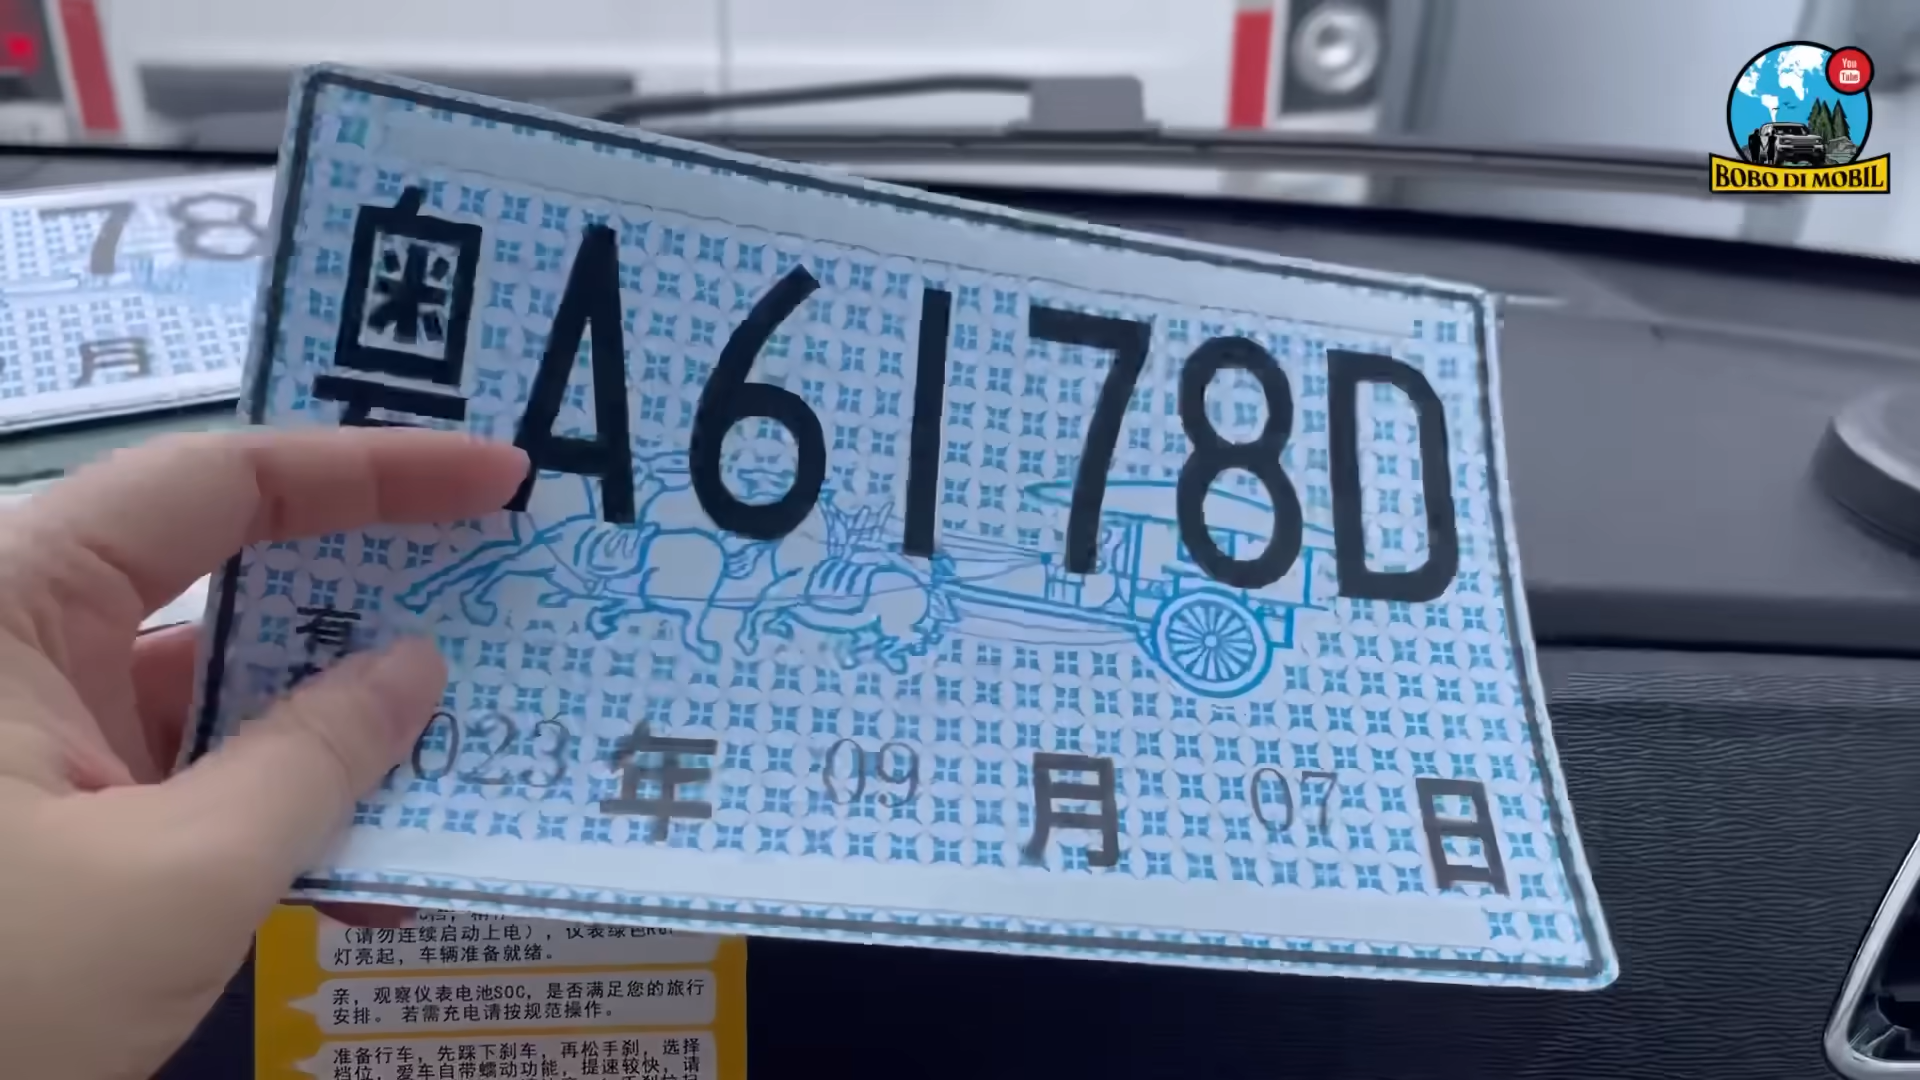 You
Tube
BOBO DI MOBIL
78
月
粤A6178D
有
023年09月07日
(请勿连续启动上电),仪表绿色
灯亮起,车辆准备就绪。
亲,观察仪表电池SOC,是否满足您的旅行
安排。若需充电请按规范操作。
准备行车,先踩下刹车,再松手刹,选择
档位,爱车自带蠕动功能,提速较快,请